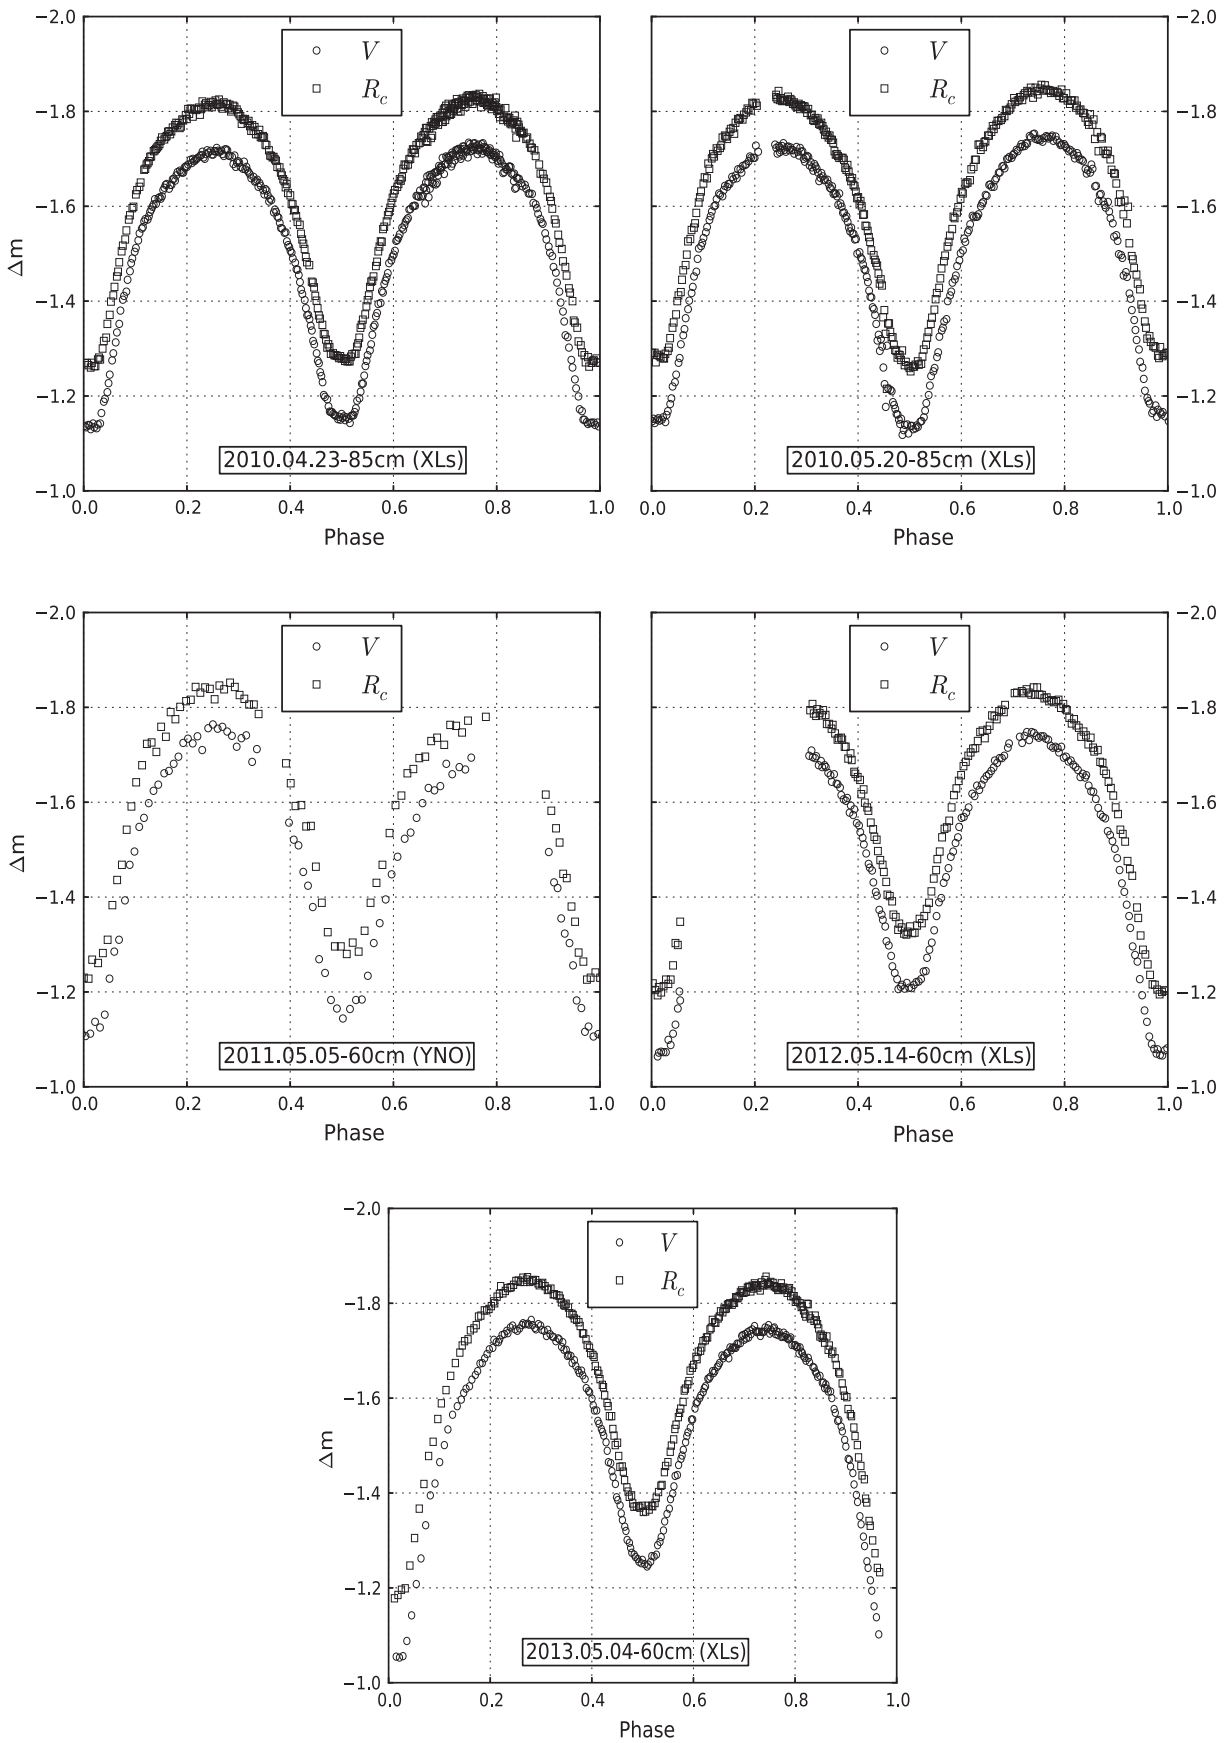 −2.0
−1.8
−1.6
−1.4
−1.2
−1.0
Δm
V
R_c
2010.04.23-85cm (XLs)
0.0 0.2 0.4 0.6 0.8 1.0
Phase
V
R_c
2010.05.20-85cm (XLs)
−2.0
−1.8
−1.6
−1.4
−1.2
−1.0
0.0 0.2 0.4 0.6 0.8 1.0
Phase
−2.0
−1.8
−1.6
−1.4
−1.2
−1.0
Δm
V
R_c
2011.05.05-60cm (YNO)
0.0 0.2 0.4 0.6 0.8 1.0
Phase
V
R_c
2012.05.14-60cm (XLs)
−2.0
−1.8
−1.6
−1.4
−1.2
−1.0
0.0 0.2 0.4 0.6 0.8 1.0
Phase
−2.0
−1.8
−1.6
−1.4
−1.2
−1.0
Δm
V
R_c
2013.05.04-60cm (XLs)
0.0 0.2 0.4 0.6 0.8 1.0
Phase